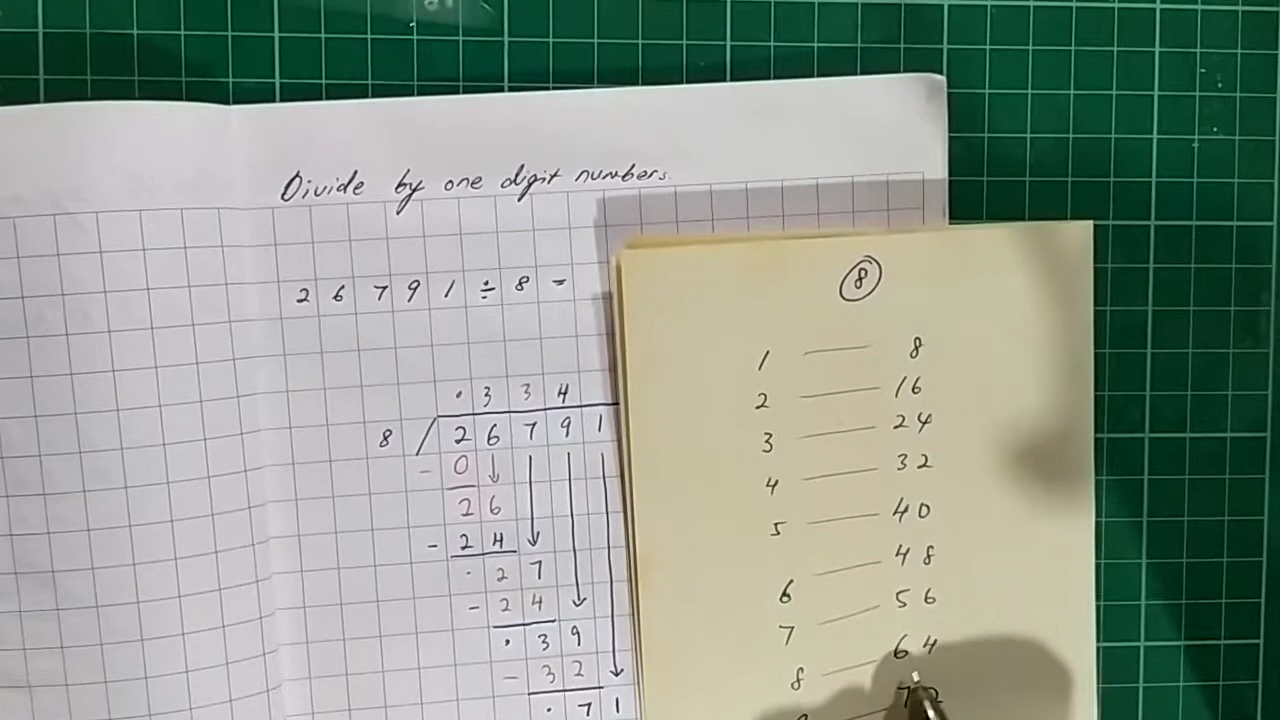 Divide by one digit numbers.
2 6 7 9 1 ÷ 8 =
· 3 3 4
8 / 2 6 7 9 1
- 0 ↓
2 6
- 2 4
· 2 7
- 2 4
· 3 9
- 3 2
· 7 1
8
1 — 8
2 — 16
3 — 24
4 — 32
5 — 40
6 — 48
7 — 56
8 — 64
72